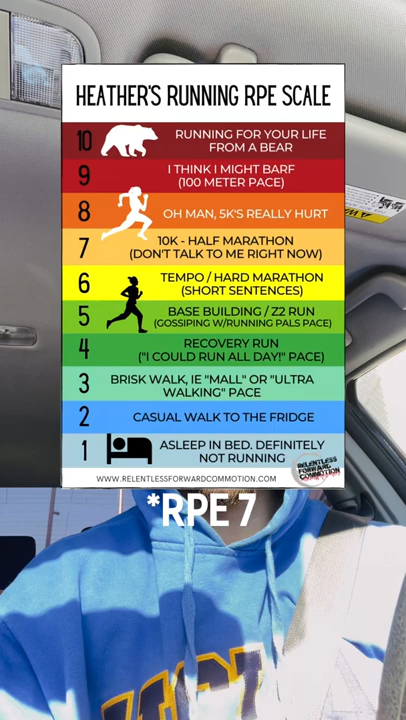 HEATHER'S RUNNING RPE SCALE
10 RUNNING FOR YOUR LIFE
FROM A BEAR
9 I THINK I MIGHT BARF
(100 METER PACE)
8 OH MAN, 5K'S REALLY HURT
7 10K - HALF MARATHON
(DON'T TALK TO ME RIGHT NOW)
6 TEMPO / HARD MARATHON
(SHORT SENTENCES)
5 BASE BUILDING / Z2 RUN
(GOSSIPING W/RUNNING PALS PACE)
4 RECOVERY RUN
("I COULD RUN ALL DAY!" PACE)
3 BRISK WALK, IE "MALL" OR "ULTRA
WALKING" PACE
2 CASUAL WALK TO THE FRIDGE
1 ASLEEP IN BED. DEFINITELY
NOT RUNNING
RELENTLESS
FORWARD
COMMOTION
WWW.RELENTLESSFORWARDCOMMOTION.COM
*RPE 7